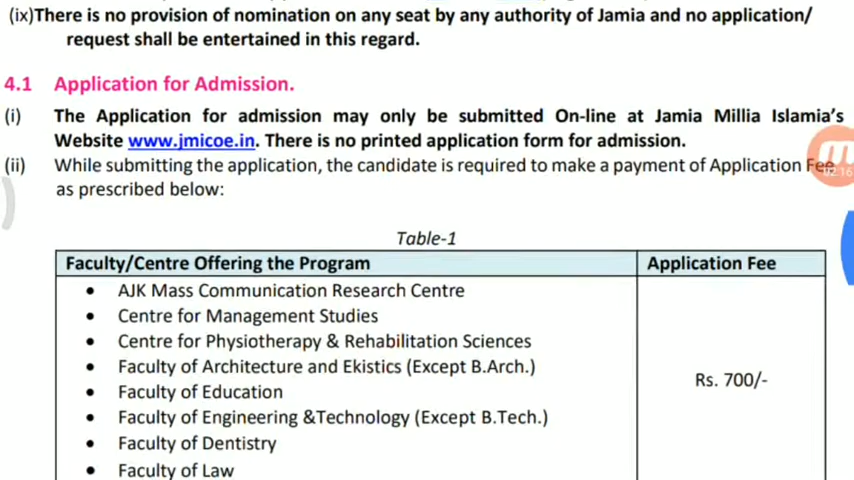 (ix)There is no provision of nomination on any seat by any authority of Jamia and no application/
request shall be entertained in this regard.
4.1 Application for Admission.
(i) The Application for admission may only be submitted On-line at Jamia Millia Islamia's
Website www.jmicoe.in. There is no printed application form for admission.
(ii) While submitting the application, the candidate is required to make a payment of Application Fee
as prescribed below:
02:16
Table-1
Faculty/Centre Offering the Program Application Fee
• AJK Mass Communication Research Centre
• Centre for Management Studies
• Centre for Physiotherapy & Rehabilitation Sciences
• Faculty of Architecture and Ekistics (Except B.Arch.)
Rs. 700/-
• Faculty of Education
• Faculty of Engineering &Technology (Except B.Tech.)
• Faculty of Dentistry
• Faculty of Law